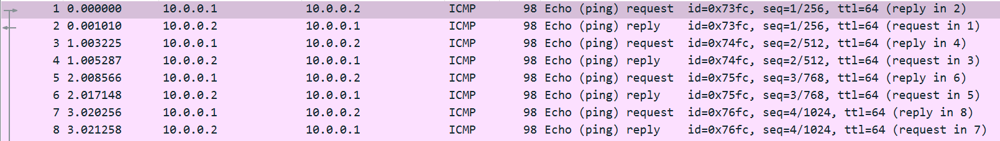 1 0.000000 10.0.0.1 10.0.0.2 ICMP 98 Echo (ping) request id=0x73fc, seq=1/256, ttl=64 (reply in 2)
2 0.001010 10.0.0.2 10.0.0.1 ICMP 98 Echo (ping) reply id=0x73fc, seq=1/256, ttl=64 (request in 1)
3 1.003225 10.0.0.1 10.0.0.2 ICMP 98 Echo (ping) request id=0x74fc, seq=2/512, ttl=64 (reply in 4)
4 1.005287 10.0.0.2 10.0.0.1 ICMP 98 Echo (ping) reply id=0x74fc, seq=2/512, ttl=64 (request in 3)
5 2.008566 10.0.0.1 10.0.0.2 ICMP 98 Echo (ping) request id=0x75fc, seq=3/768, ttl=64 (reply in 6)
6 2.017148 10.0.0.2 10.0.0.1 ICMP 98 Echo (ping) reply id=0x75fc, seq=3/768, ttl=64 (request in 5)
7 3.020256 10.0.0.1 10.0.0.2 ICMP 98 Echo (ping) request id=0x76fc, seq=4/1024, ttl=64 (reply in 8)
8 3.021258 10.0.0.2 10.0.0.1 ICMP 98 Echo (ping) reply id=0x76fc, seq=4/1024, ttl=64 (request in 7)